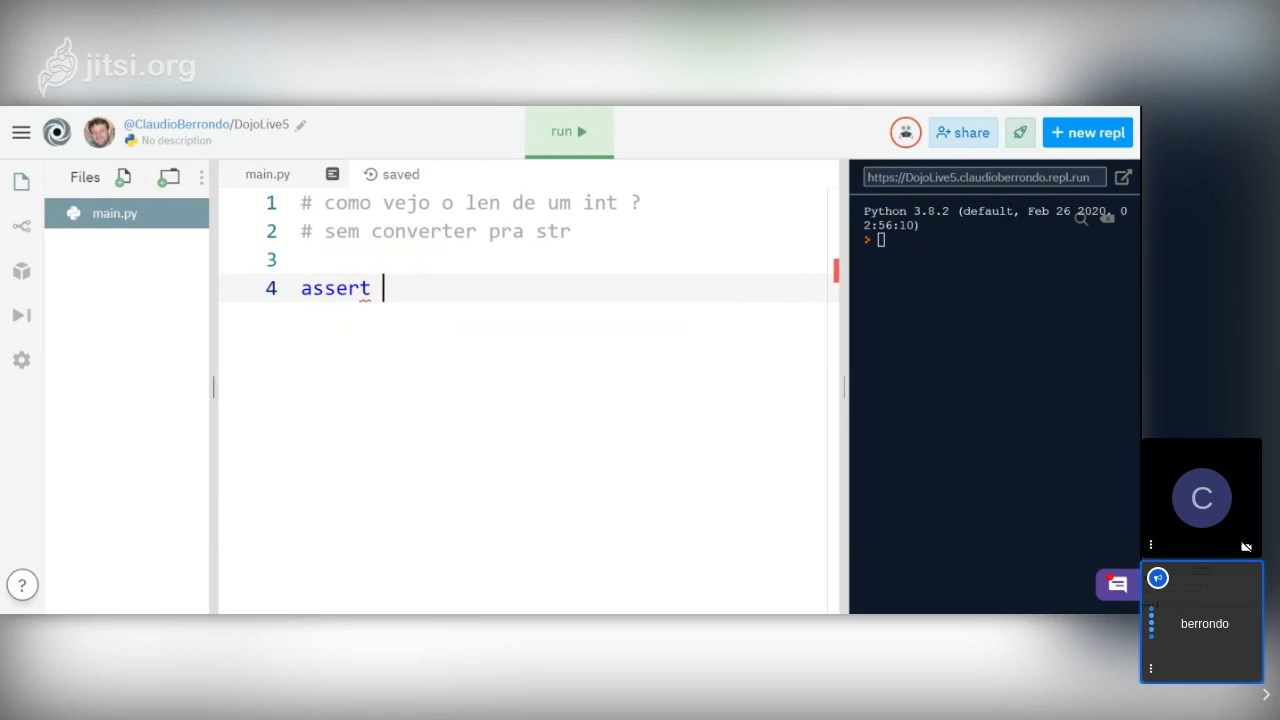 jitsi.org
@ClaudioBerrondo/DojoLive5
No description
run
share
+ new repl
Files
main.py
saved
main.py
1 # como vejo o len de um int ?
2 # sem converter pra str
3
4 assert
https://DojoLive5.claudioberrondo.repl.run
Python 3.8.2 (default, Feb 26 2020, 0
2:56:10)
>
?
C
berrondo